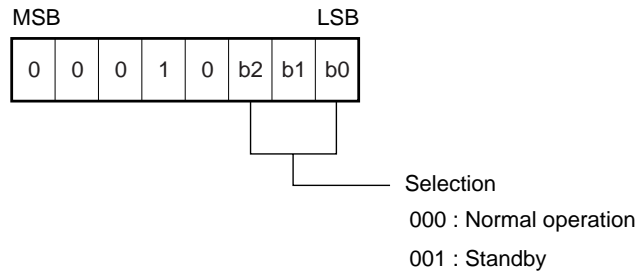 MSB LSB
0 0 0 1 0 b2 b1 b0
Selection
000 : Normal operation
001 : Standby